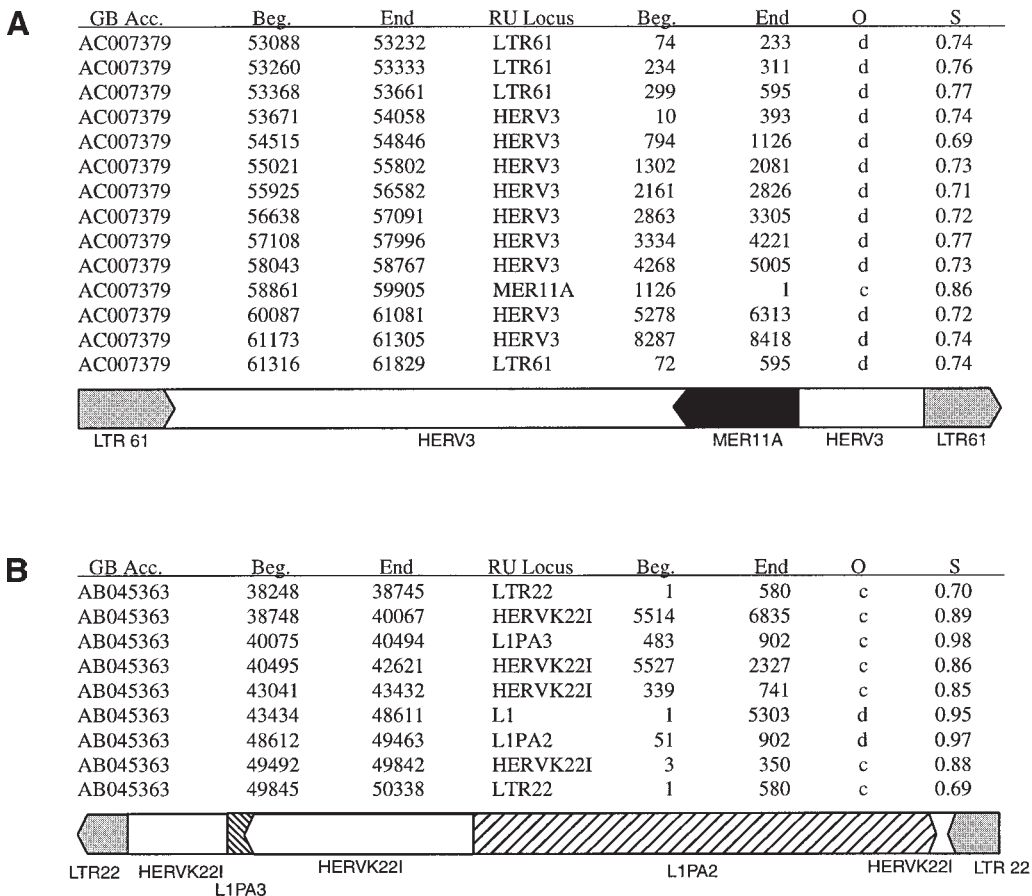 A
GB Acc. Beg. End RU Locus Beg. End O S
AC007379 53088 53232 LTR61 74 233 d 0.74
AC007379 53260 53333 LTR61 234 311 d 0.76
AC007379 53368 53661 LTR61 299 595 d 0.77
AC007379 53671 54058 HERV3 10 393 d 0.74
AC007379 54515 54846 HERV3 794 1126 d 0.69
AC007379 55021 55802 HERV3 1302 2081 d 0.73
AC007379 55925 56582 HERV3 2161 2826 d 0.71
AC007379 56638 57091 HERV3 2863 3305 d 0.72
AC007379 57108 57996 HERV3 3334 4221 d 0.77
AC007379 58043 58767 HERV3 4268 5005 d 0.73
AC007379 58861 59905 MER11A 1126 1 c 0.86
AC007379 60087 61081 HERV3 5278 6313 d 0.72
AC007379 61173 61305 HERV3 8287 8418 d 0.74
AC007379 61316 61829 LTR61 72 595 d 0.74
LTR 61 HERV3 MER11A HERV3 LTR61
B
GB Acc. Beg. End RU Locus Beg. End O S
AB045363 38248 38745 LTR22 1 580 c 0.70
AB045363 38748 40067 HERVK22I 5514 6835 c 0.89
AB045363 40075 40494 L1PA3 483 902 c 0.98
AB045363 40495 42621 HERVK22I 5527 2327 c 0.86
AB045363 43041 43432 HERVK22I 339 741 c 0.85
AB045363 43434 48611 L1 1 5303 d 0.95
AB045363 48612 49463 L1PA2 51 902 d 0.97
AB045363 49492 49842 HERVK22I 3 350 c 0.88
AB045363 49845 50338 LTR22 1 580 c 0.69
LTR22 HERVK22I L1PA3 HERVK22I L1PA2 HERVK22I LTR 22